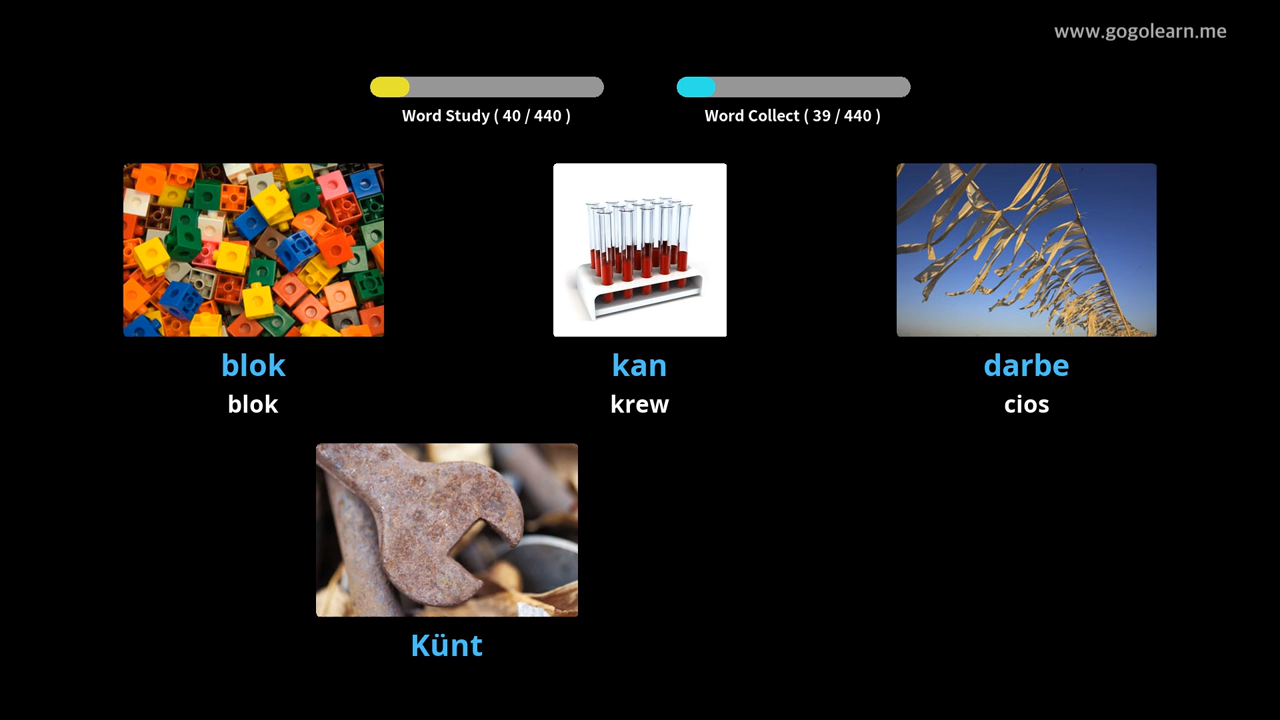 www.gogolearn.me
Word Study ( 40 / 440 )
Word Collect ( 39 / 440 )
blok
blok
kan
krew
darbe
cios
Künt